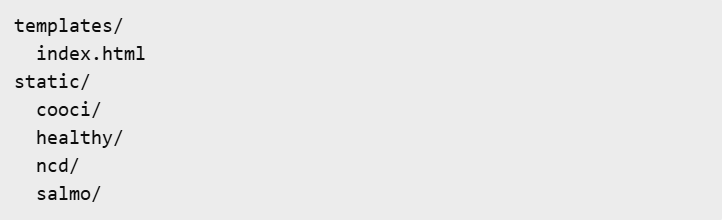 templates/
  index.html
static/
  cooci/
  healthy/
  ncd/
  salmo/